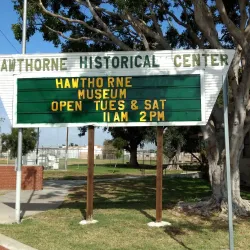 HAWTHORNE HISTORICAL CENTER
HAWTHORNE
MUSEUM
OPEN TUES & SAT
11AM 2PM